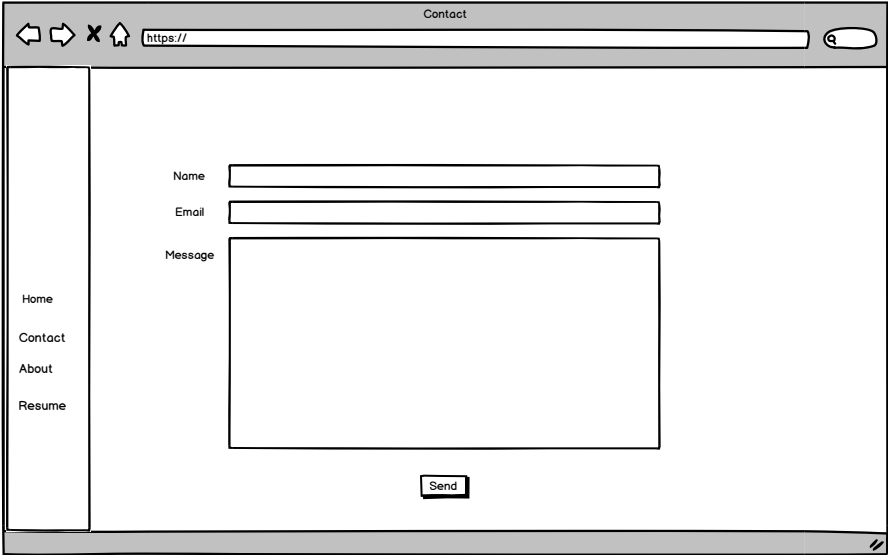 Contact
https://
Name
Email
Message
Home
Contact
About
Resume
Send